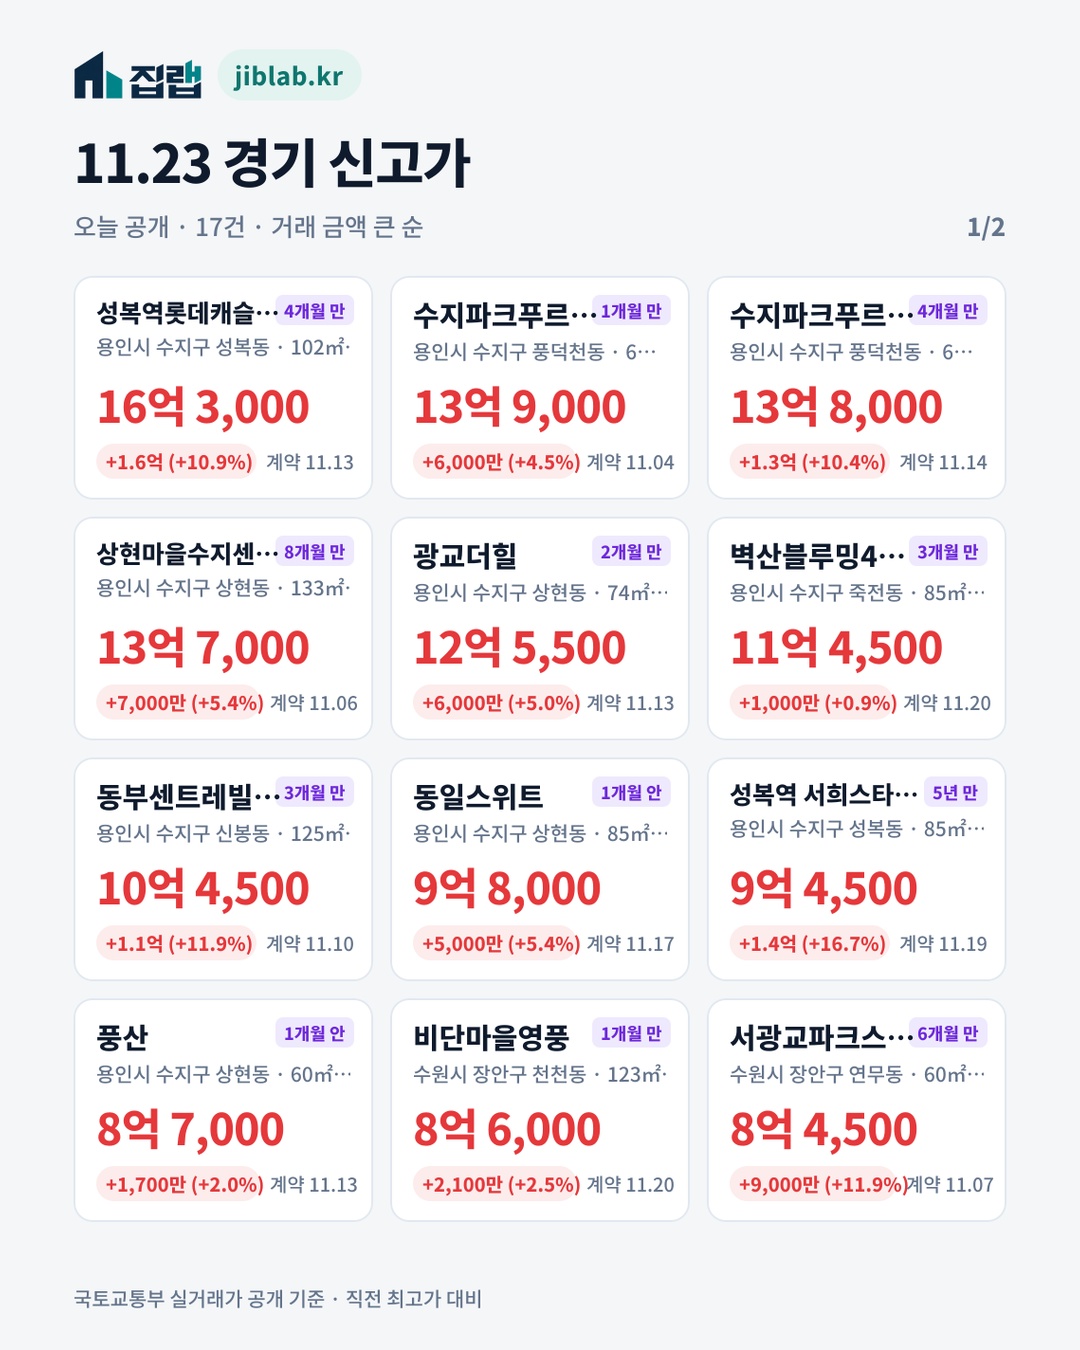 집랩 jiblab.kr
11.23 경기 신고가
오늘 공개 · 17건 · 거래 금액 큰 순 1/2
성복역롯데캐슬··· 4개월 만
용인시 수지구 성복동 · 102㎡·
16억 3,000
+1.6억 (+10.9%) 계약 11.13
수지파크푸르··· 1개월 만
용인시 수지구 풍덕천동 · 6···
13억 9,000
+6,000만 (+4.5%) 계약 11.04
수지파크푸르··· 4개월 만
용인시 수지구 풍덕천동 · 6···
13억 8,000
+1.3억 (+10.4%) 계약 11.14
상현마을수지센··· 8개월 만
용인시 수지구 상현동 · 133㎡·
13억 7,000
+7,000만 (+5.4%) 계약 11.06
광교더힐 2개월 만
용인시 수지구 상현동 · 74㎡···
12억 5,500
+6,000만 (+5.0%) 계약 11.13
벽산블루밍4··· 3개월 만
용인시 수지구 죽전동 · 85㎡···
11억 4,500
+1,000만 (+0.9%) 계약 11.20
동부센트레빌··· 3개월 만
용인시 수지구 신봉동 · 125㎡·
10억 4,500
+1.1억 (+11.9%) 계약 11.10
동일스위트 1개월 안
용인시 수지구 상현동 · 85㎡···
9억 8,000
+5,000만 (+5.4%) 계약 11.17
성복역 서희스타··· 5년 만
용인시 수지구 성복동 · 85㎡···
9억 4,500
+1.4억 (+16.7%) 계약 11.19
풍산 1개월 안
용인시 수지구 상현동 · 60㎡···
8억 7,000
+1,700만 (+2.0%) 계약 11.13
비단마을영풍 1개월 만
수원시 장안구 천천동 · 123㎡·
8억 6,000
+2,100만 (+2.5%) 계약 11.20
서광교파크스··· 6개월 만
수원시 장안구 연무동 · 60㎡···
8억 4,500
+9,000만 (+11.9%) 계약 11.07
국토교통부 실거래가 공개 기준 · 직전 최고가 대비